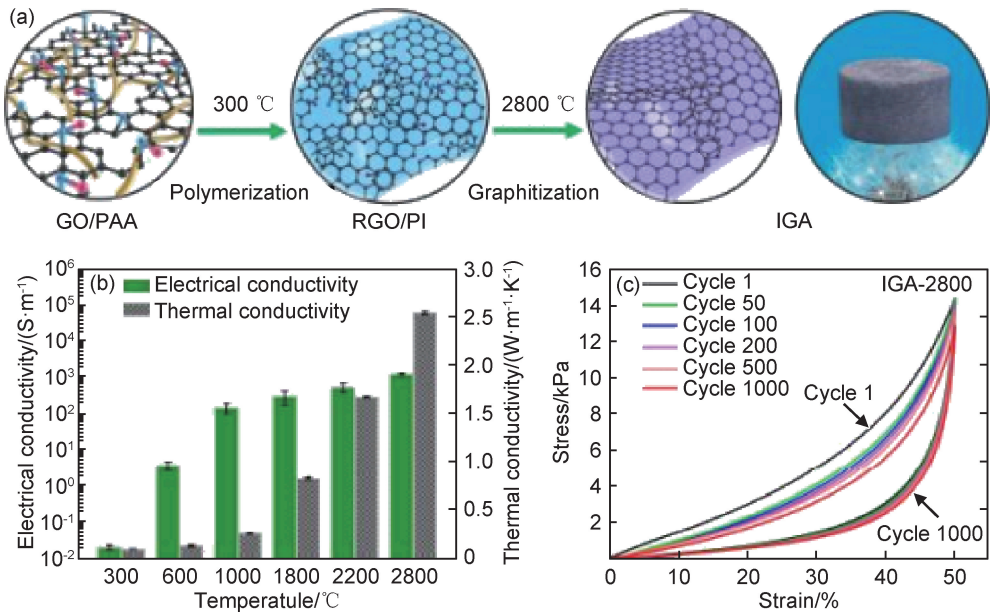 (a)
300 ℃
2800 ℃
Polymerization
Graphitization
GO/PAA
RGO/PI
IGA
(b)
Electrical conductivity
Thermal conductivity
Electrical conductivity/(S·m⁻¹)
10⁶
10⁵
10⁴
10³
10²
10¹
10⁰
10⁻¹
10⁻²
3.0
2.5
2.0
1.5
1.0
0.5
0
Thermal conductivity/(W·m⁻¹·K⁻¹)
300 600 1000 1800 2200 2800
Temperatule/℃
(c)
IGA-2800
Cycle 1
Cycle 50
Cycle 100
Cycle 200
Cycle 500
Cycle 1000
Cycle 1
Cycle 1000
Stress/kPa
16
14
12
10
8
6
4
2
0 10 20 30 40 50 60
Strain/%